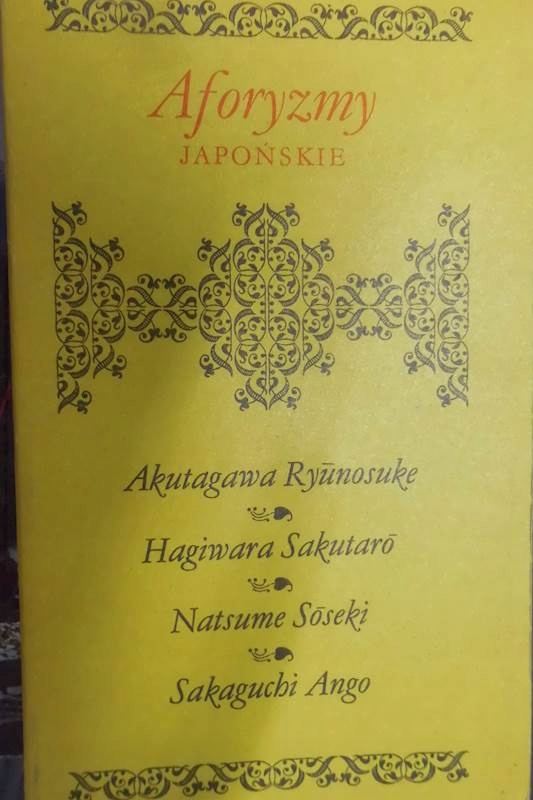 Aforyzmy
JAPOŃSKIE
Akutagawa Ryūnosuke
Hagiwara Sakutarō
Natsume Sōseki
Sakaguchi Ango